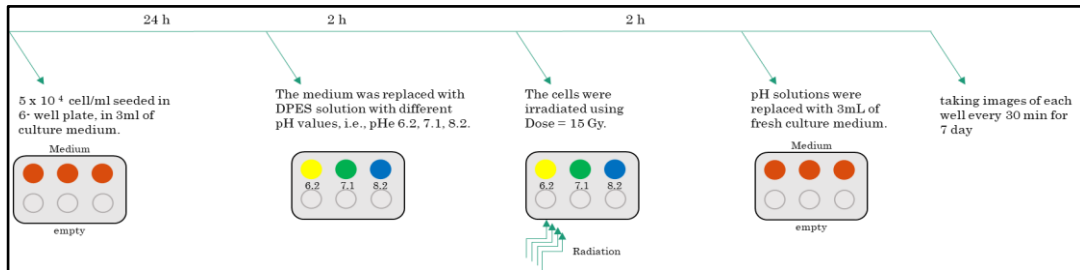 24 h
2 h
2 h
5 x 10 4 cell/ml seeded in
6- well plate, in 3ml of
culture medium.
Medium
empty
The medium was replaced with
DPES solution with different
pH values, i.e., pHe 6.2, 7.1, 8.2.
6.2 7.1 8.2
The cells were
irradiated using
Dose = 15 Gy.
6.2 7.1 8.2
Radiation
pH solutions were
replaced with 3mL of
fresh culture medium.
Medium
empty
taking images of each
well every 30 min for
7 day